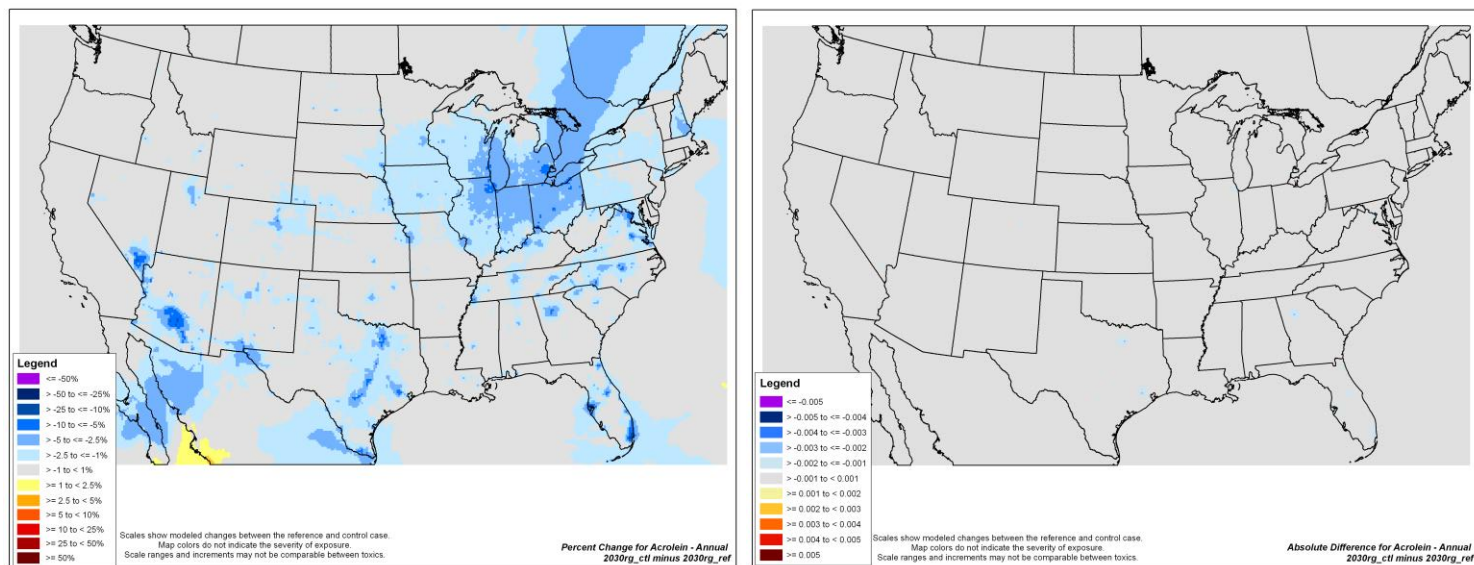 Legend
<= -50%
> -50 to <= -25%
> -25 to <= -10%
> -10 to <= -5%
> -5 to <= -2.5%
> -2.5 to <= -1%
> -1 to < 1%
>= 1 to < 2.5%
>= 2.5 to < 5%
>= 5 to < 10%
>= 10 to < 25%
>= 25 to < 50%
>= 50%
Scales show modeled changes between the reference and control case.
Map colors do not indicate the severity of exposure.
Scale ranges and increments may not be comparable between toxics.
Percent Change for Acrolein - Annual
2030rg_ctl minus 2030rg_ref
Legend
<= -0.005
> -0.005 to <= -0.004
> -0.004 to <= -0.003
> -0.003 to <= -0.002
> -0.002 to <= -0.001
> -0.001 to < 0.001
>= 0.001 to < 0.002
>= 0.002 to < 0.003
>= 0.003 to < 0.004
>= 0.004 to < 0.005
>= 0.005
Scales show modeled changes between the reference and control case.
Map colors do not indicate the severity of exposure.
Scale ranges and increments may not be comparable between toxics.
Absolute Difference for Acrolein - Annual
2030rg_ctl minus 2030rg_ref